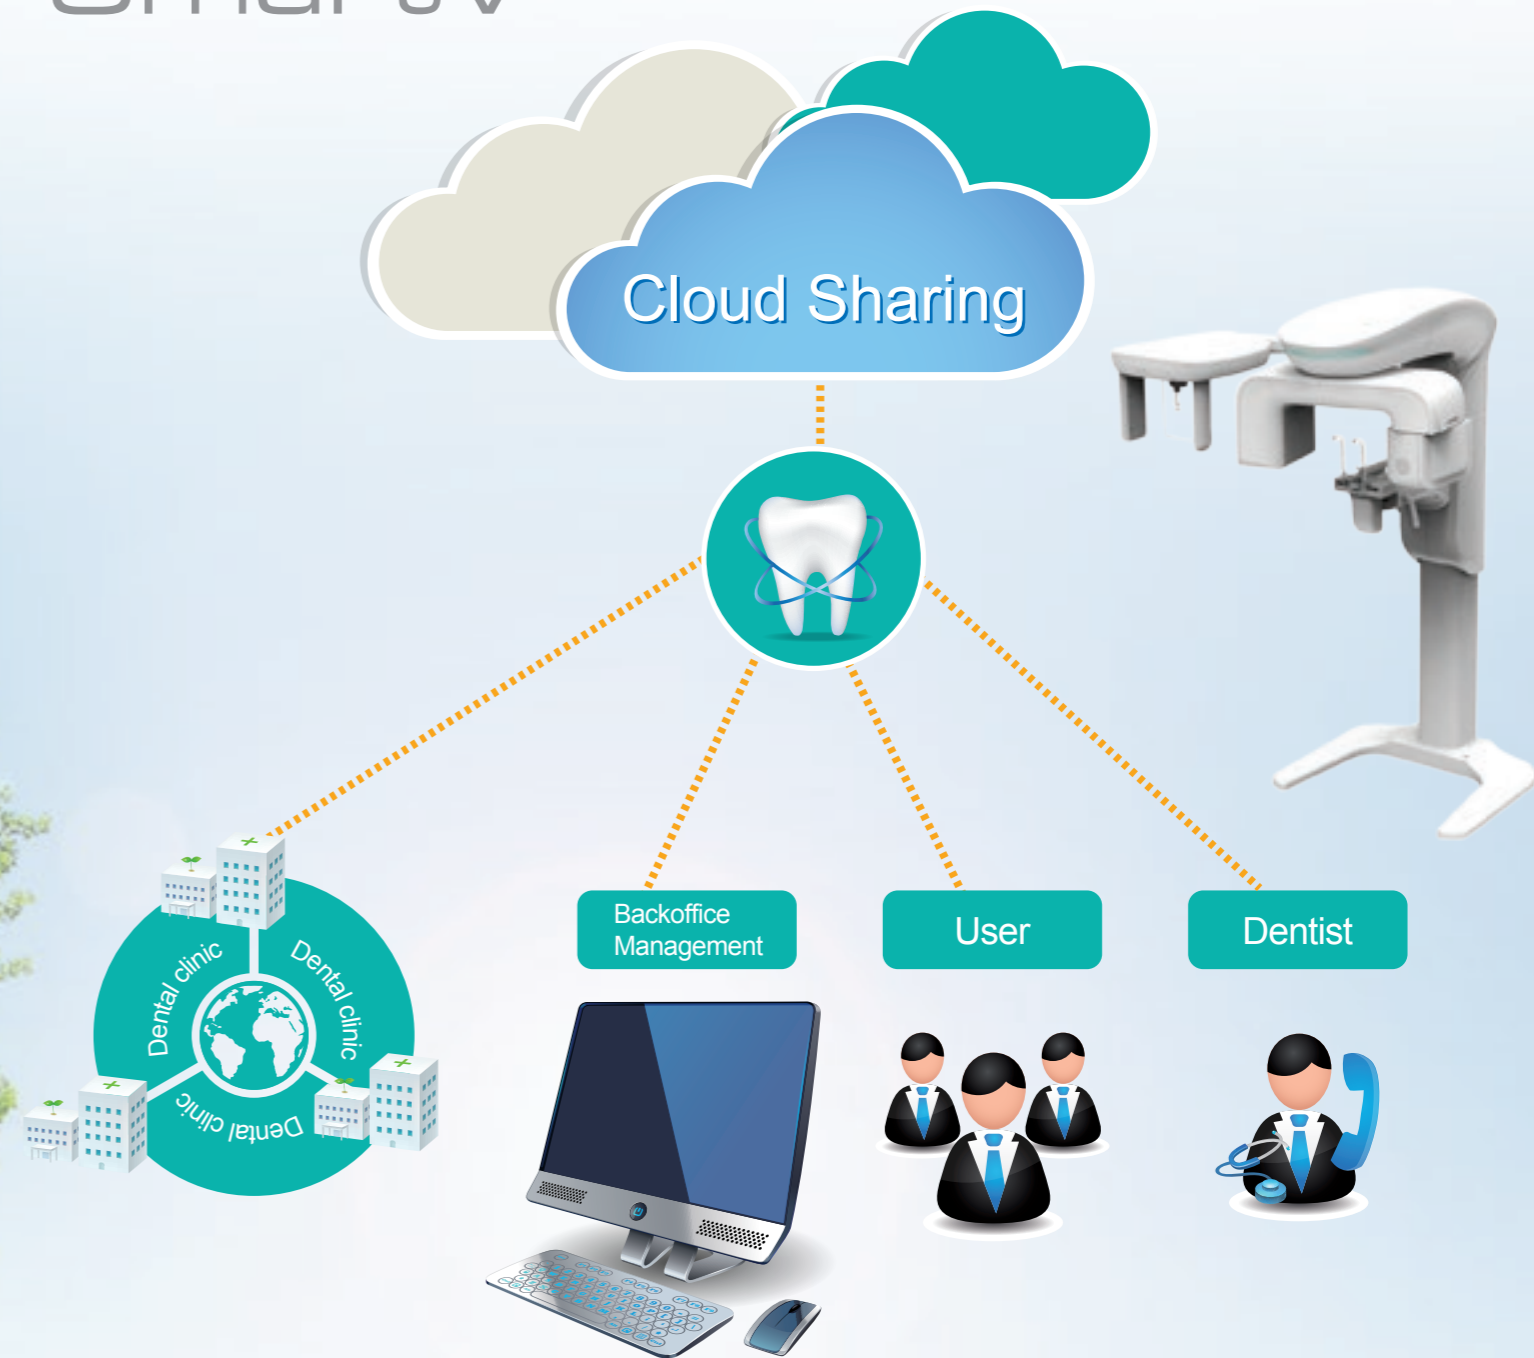 Cloud Sharing
Backoffice
Management
User
Dentist
Dental clinic
Dental clinic
Dental clinic